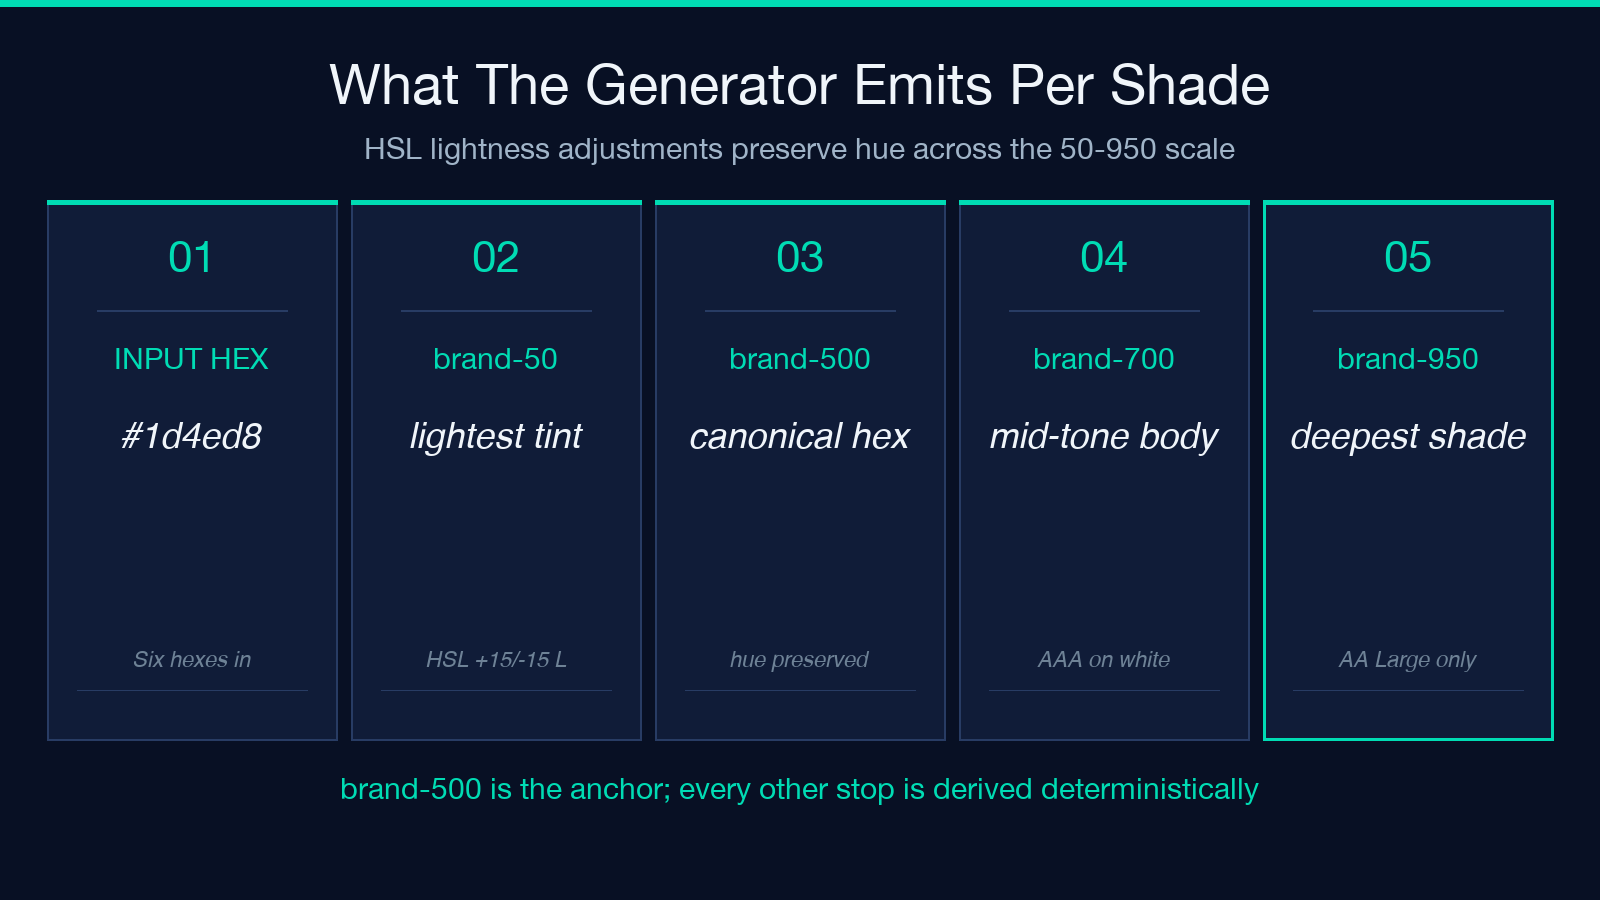 What The Generator Emits Per Shade
HSL lightness adjustments preserve hue across the 50-950 scale
01
INPUT HEX
#1d4ed8
Six hexes in
02
brand-50
lightest tint
HSL +15/-15 L
03
brand-500
canonical hex
hue preserved
04
brand-700
mid-tone body
AAA on white
05
brand-950
deepest shade
AA Large only
brand-500 is the anchor; every other stop is derived deterministically